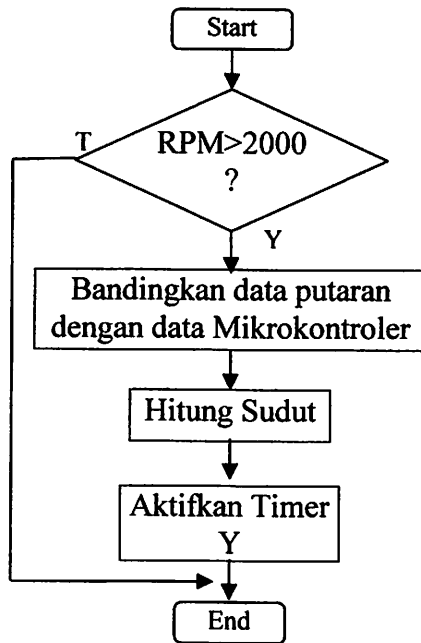 Start
RPM>2000
?
T
Y
Bandingkan data putaran
dengan data Mikrokontroler
Hitung Sudut
Aktifkan Timer
Y
End